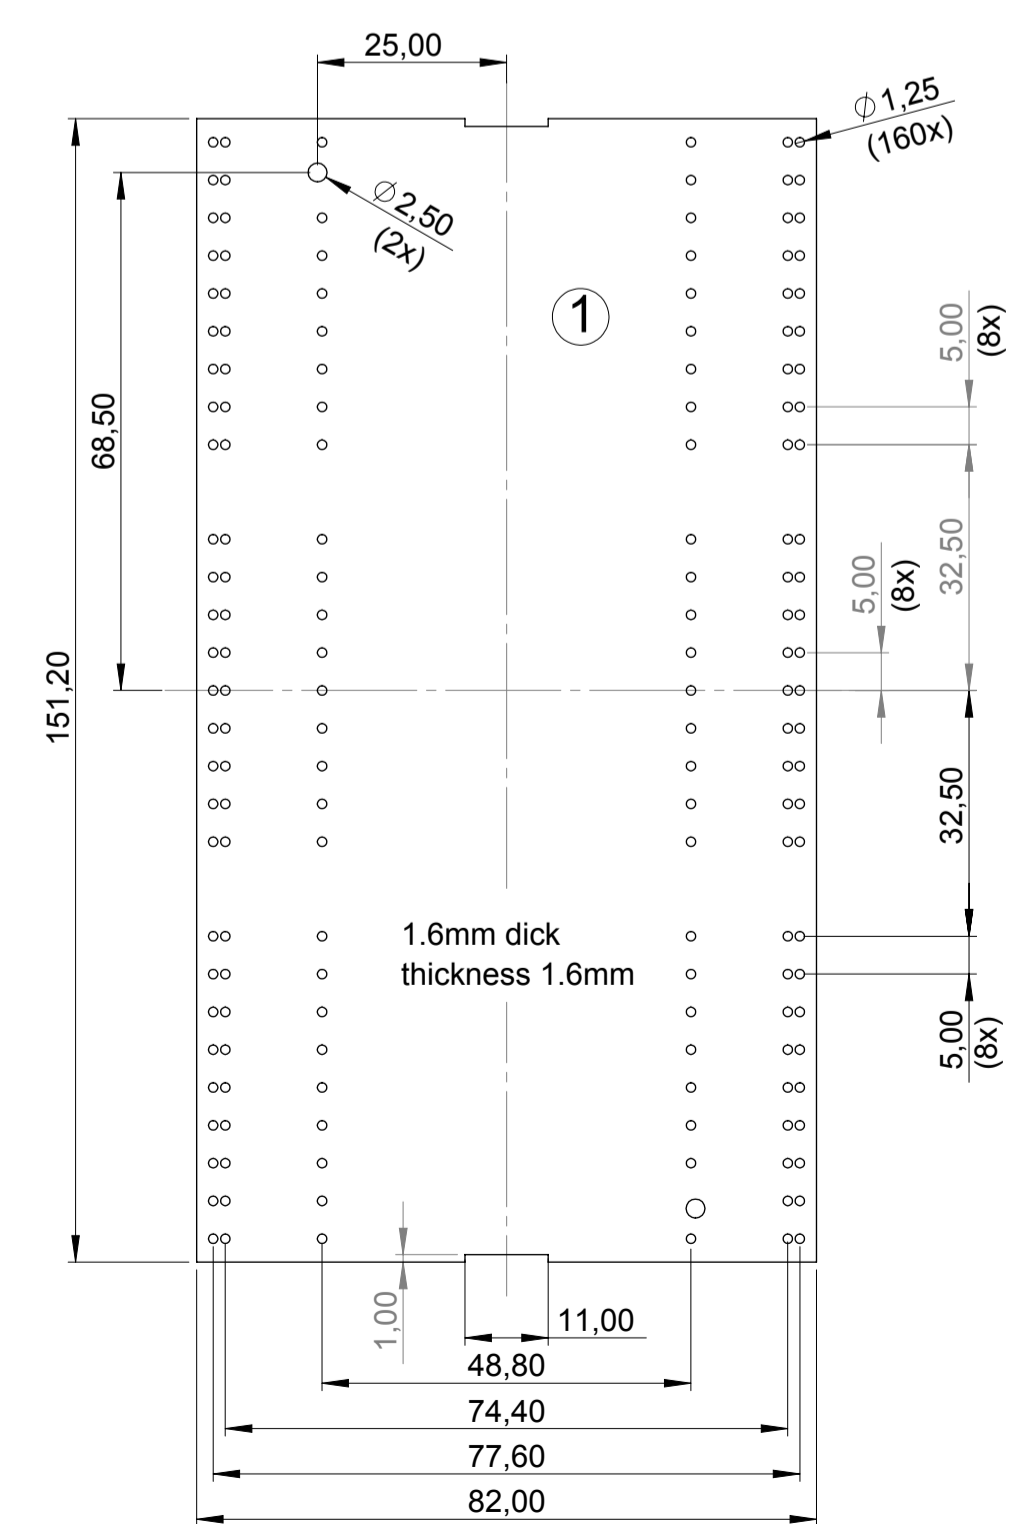 25,00
∅ 1,25
(160x)
∅ 2,50
(2x)
1
5,00
(8x)
68,50
32,50
5,00
(8x)
151,20
32,50
1.6mm dick
thickness 1.6mm
5,00
(8x)
1,00
11,00
48,80
74,40
77,60
82,00